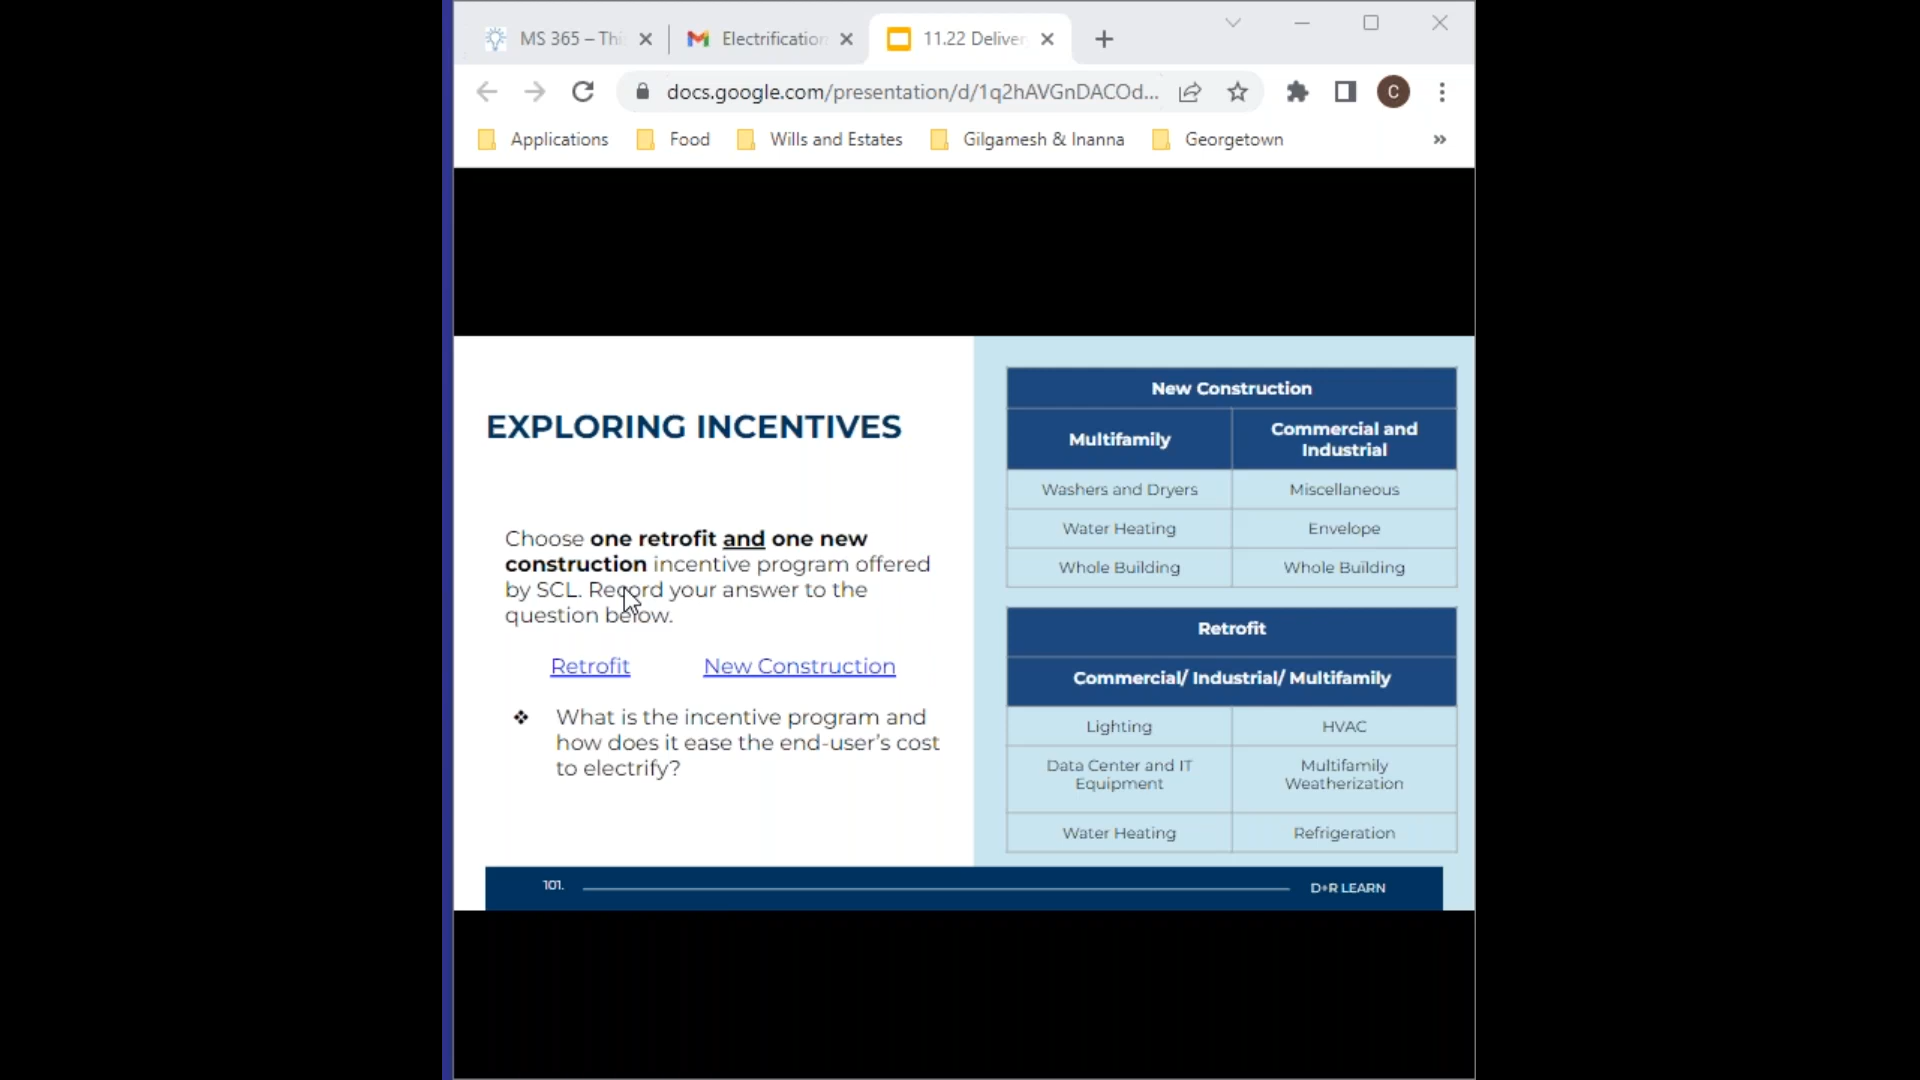 MS 365 – Thi
Electrification
11.22 Deliver
docs.google.com/presentation/d/1q2hAVGnDACOd...
C
Applications
Food
Wills and Estates
Gilgamesh & Inanna
Georgetown
»
EXPLORING INCENTIVES
Choose one retrofit and one new
construction incentive program offered
by SCL. Record your answer to the
question below.
Retrofit
New Construction
❖ What is the incentive program and
how does it ease the end-user's cost
to electrify?
New Construction
Multifamily
Commercial and
Industrial
Washers and Dryers
Miscellaneous
Water Heating
Envelope
Whole Building
Whole Building
Retrofit
Commercial/ Industrial/ Multifamily
Lighting
HVAC
Data Center and IT
Equipment
Multifamily
Weatherization
Water Heating
Refrigeration
101.
D+R LEARN